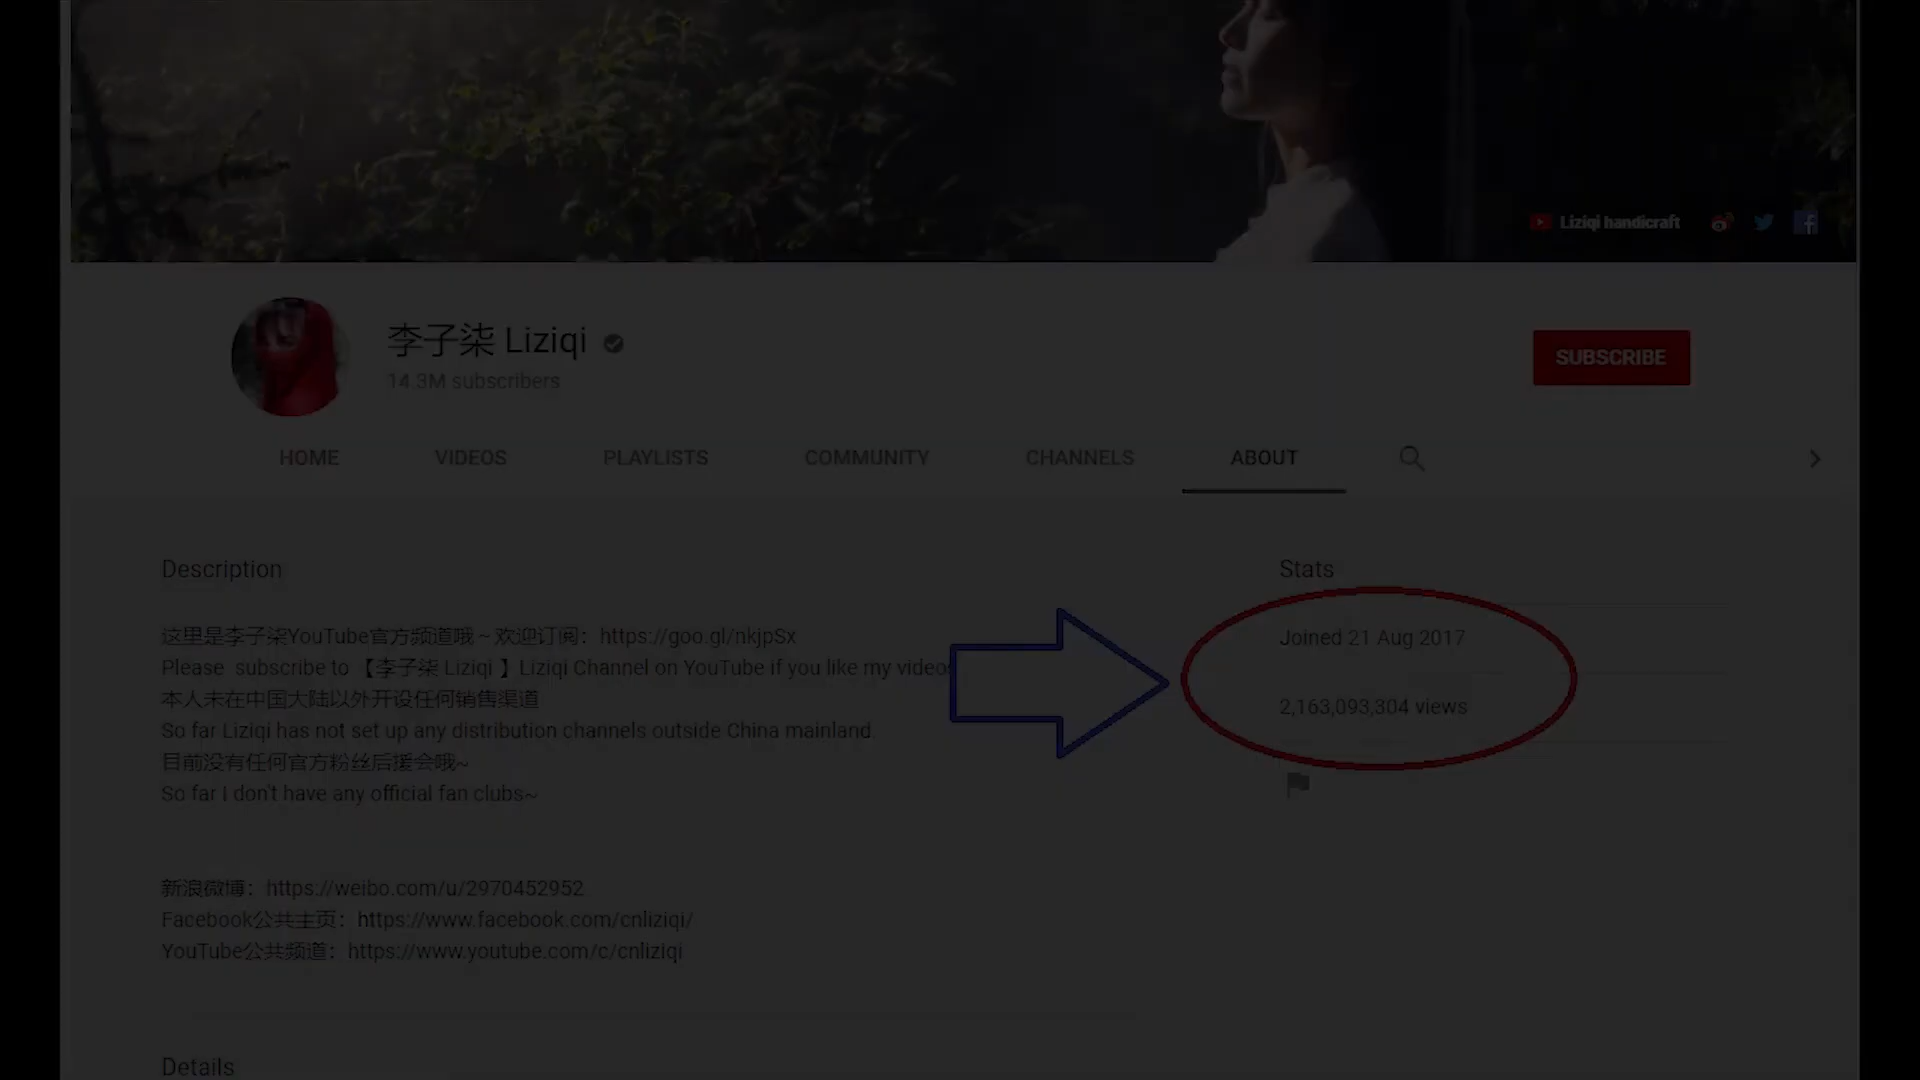 Liziqi handicraft
李子柒 Liziqi
14.3M subscribers
SUBSCRIBE
HOME VIDEOS PLAYLISTS COMMUNITY CHANNELS ABOUT
Description
这里是李子柒YouTube官方频道哦～欢迎订阅：https://goo.gl/nkjpSx
Please subscribe to 【李子柒 Liziqi 】Liziqi Channel on YouTube if you like my videos
本人未在中国大陆以外开设任何销售渠道
So far Liziqi has not set up any distribution channels outside China mainland
目前没有任何官方粉丝后援会哦~
So far I don't have any official fan clubs~
新浪微博：https://weibo.com/u/2970452952
Facebook公共主页：https://www.facebook.com/cnliziqi/
YouTube公共频道：https://www.youtube.com/c/cnliziqi
Details
Stats
Joined 21 Aug 2017
2,163,093,304 views